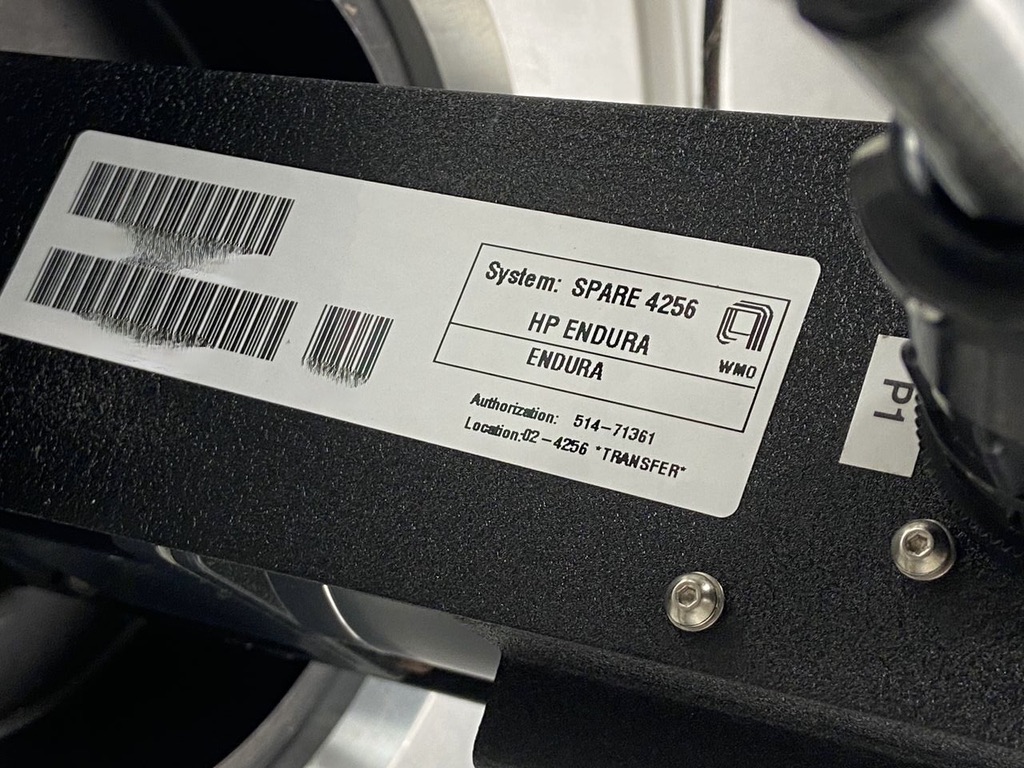 System: SPARE 4256
HP ENDURA
WMO
ENDURA
Authorization: 514-71361
Location:02-4256 *TRANSFER*
P1